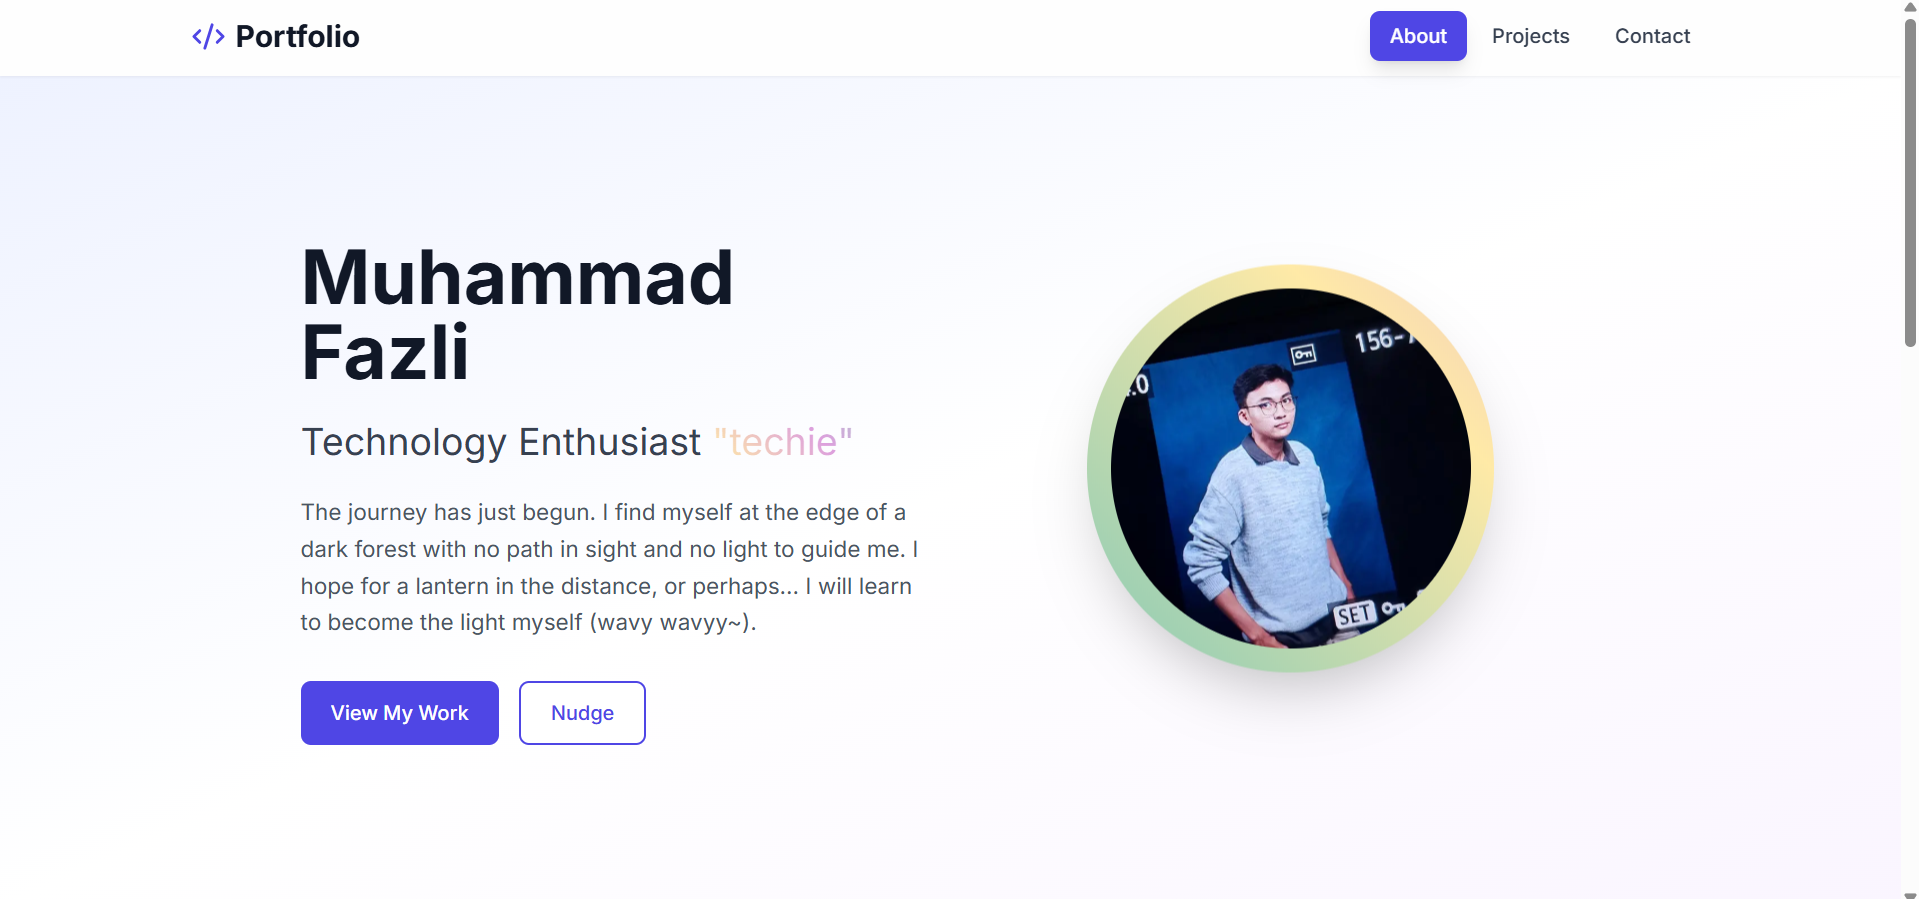 </> Portfolio
About
Projects
Contact
Muhammad
Fazli
Technology Enthusiast "techie"
The journey has just begun. I find myself at the edge of a
dark forest with no path in sight and no light to guide me. I
hope for a lantern in the distance, or perhaps... I will learn
to become the light myself (wavy wavyy~).
View My Work
Nudge
156-
.0
SET